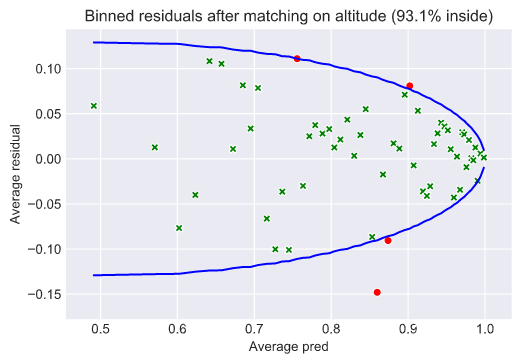 Binned residuals after matching on altitude (93.1% inside)
0.10
0.05
0.00
−0.05
−0.10
−0.15
Average residual
0.5 0.6 0.7 0.8 0.9 1.0
Average pred